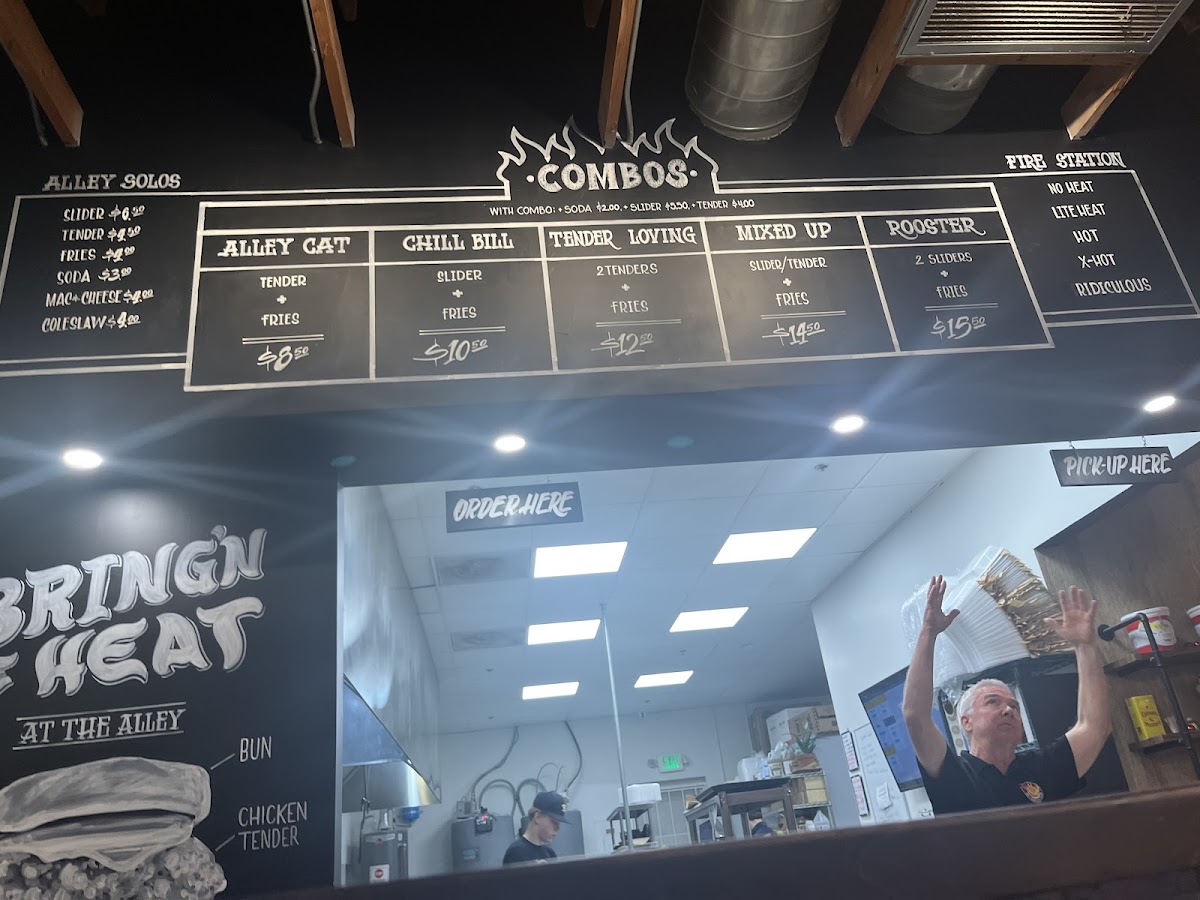 ALLEY SOLOS
SLIDER $6.50
TENDER $4.50
FRIES $4.00
SODA $3.00
MAC+CHEESE $4.00
COLESLAW $4.00
·COMBOS·
WITH COMBO: + SODA $2.00, + SLIDER $5.50, + TENDER $4.00
ALLEY CAT
TENDER
+
FRIES
$8.50
CHILL BILL
SLIDER
+
FRIES
$10.50
TENDER LOVING
2 TENDERS
+
FRIES
$12.50
MIXED UP
SLIDER/TENDER
+
FRIES
$14.50
ROOSTER
2 SLIDERS
+
FRIES
$15.50
FIRE STATION
NO HEAT
LITE HEAT
HOT
X-HOT
RIDICULOUS
ORDER HERE
PICK-UP HERE
BRING'N
HEAT
AT THE ALLEY
BUN
CHICKEN
TENDER
EXIT